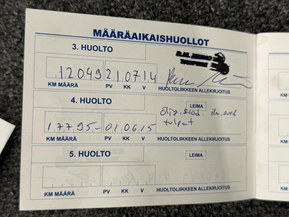 MÄÄRÄAIKAISHUOLLOT
3. HUOLTO
12049 21.07.14
KM MÄÄRÄ PV KK V HUOLTOLIIKKEEN ALLEKIRJOITUS
4. HUOLTO LEIMA
17795- 01.06.15
KM MÄÄRÄ PV KK V HUOLTOLIIKKEEN ALLEKIRJOITUS
5. HUOLTO LEIMA
KM MÄÄRÄ PV KK V HUOLTOLIIKKEEN ALLEKIRJOITUS